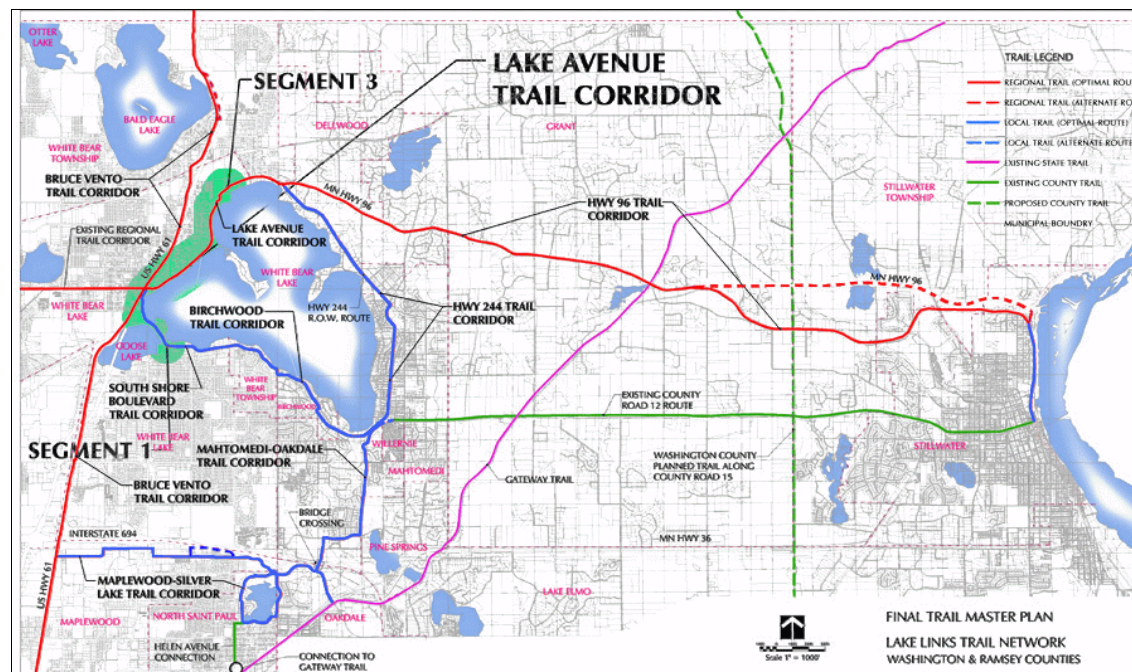 OTTER
LAKE
BALD EAGLE
LAKE
WHITE BEAR
TOWNSHIP
BRUCE VENTO
TRAIL CORRIDOR
EXISTING REGIONAL
TRAIL CORRIDOR
US HWY 61
SEGMENT 3
LAKE AVENUE
TRAIL CORRIDOR
DELLWOOD
GRANT
MN HWY 96
HWY 96 TRAIL
CORRIDOR
LAKE AVENUE
TRAIL CORRIDOR
WHITE BEAR
LAKE
WHITE BEAR
LAKE
HWY 244
R.O.W. ROUTE
HWY 244 TRAIL
CORRIDOR
BIRCHWOOD
TRAIL CORRIDOR
GOOSE
LAKE
SOUTH SHORE
BOULEVARD
TRAIL CORRIDOR
WHITE BEAR
TOWNSHIP
BIRCHWOOD
WHITE BEAR
LAKE
SEGMENT 1
MAHTOMEDI-OAKDALE
TRAIL CORRIDOR
WILLERNIE
MAHTOMEDI
BRUCE VENTO
TRAIL CORRIDOR
BRIDGE
CROSSING
GATEWAY TRAIL
EXISTING COUNTY
ROAD 12 ROUTE
WASHINGTON COUNTY
PLANNED TRAIL ALONG
COUNTY ROAD 15
STILLWATER
STILLWATER
TOWNSHIP
MN HWY 96
INTERSTATE 694
PINE SPRINGS
MN HWY 36
MAPLEWOOD-SILVER
LAKE TRAIL CORRIDOR
US HWY 61
MAPLEWOOD
NORTH SAINT PAUL
OAKDALE
LAKE ELMO
HELEN AVENUE
CONNECTION
CONNECTION TO
GATEWAY TRAIL
TRAIL LEGEND
REGIONAL TRAIL (OPTIMAL ROUT
REGIONAL TRAIL (ALTERNATE RO
LOCAL TRAIL (OPTIMAL ROUTE)
LOCAL TRAIL (ALTERNATE ROUTE
EXISTING STATE TRAIL
EXISTING COUNTY TRAIL
PROPOSED COUNTY TRAIL
MUNICIPAL BOUNDRY
Scale 1" = 1000'
FINAL TRAIL MASTER PLAN
LAKE LINKS TRAIL NETWORK
WASHINGTON & RAMSEY COUNTIES